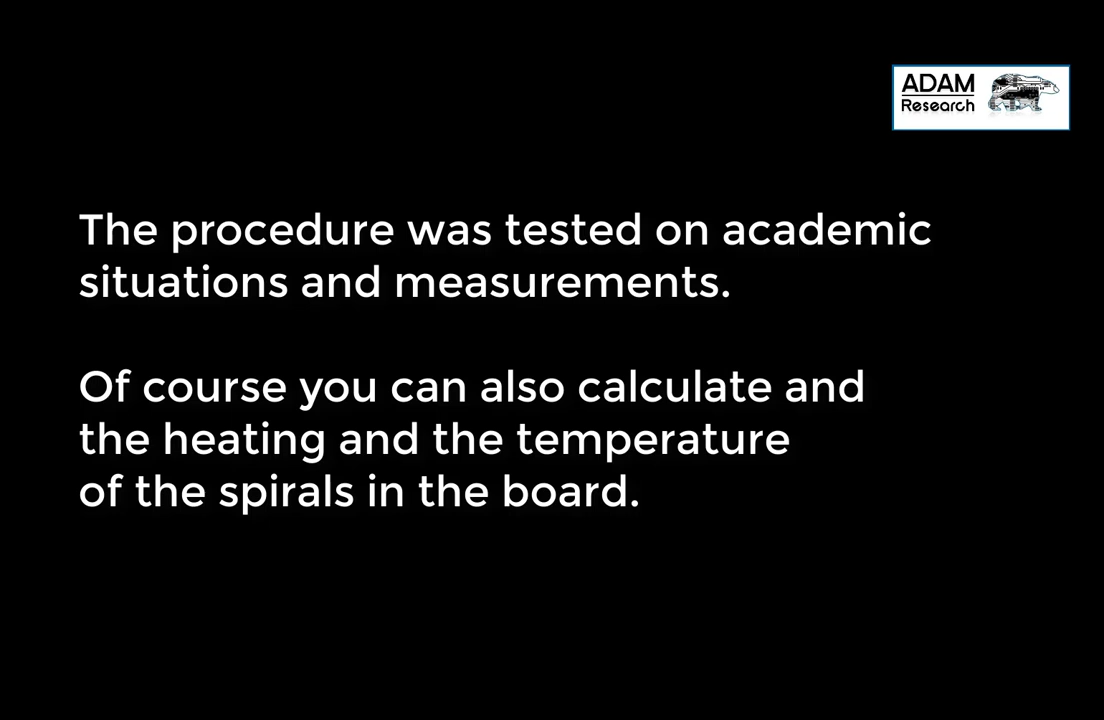 ADAM
Research
The procedure was tested on academic
situations and measurements.
Of course you can also calculate and
the heating and the temperature
of the spirals in the board.